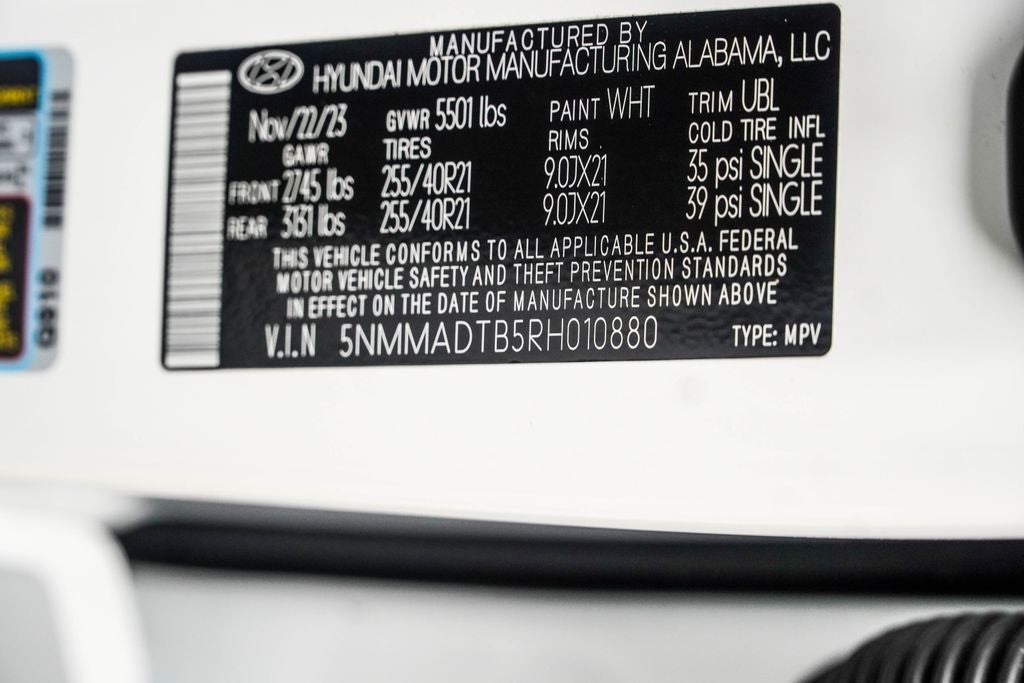 MANUFACTURED BY
HYUNDAI MOTOR MANUFACTURING ALABAMA, LLC
Nov/22/23 GVWR 5501 lbs PAINT WHT TRIM UBL
GAWR TIRES RIMS COLD TIRE INFL
FRONT 2745 lbs 255/40R21 9.0JX21 35 psi SINGLE
REAR 3161 lbs 255/40R21 9.0JX21 39 psi SINGLE
THIS VEHICLE CONFORMS TO ALL APPLICABLE U.S.A. FEDERAL
MOTOR VEHICLE SAFETY AND THEFT PREVENTION STANDARDS
IN EFFECT ON THE DATE OF MANUFACTURE SHOWN ABOVE
V.I.N 5NMMADTB5RH010880 TYPE: MPV